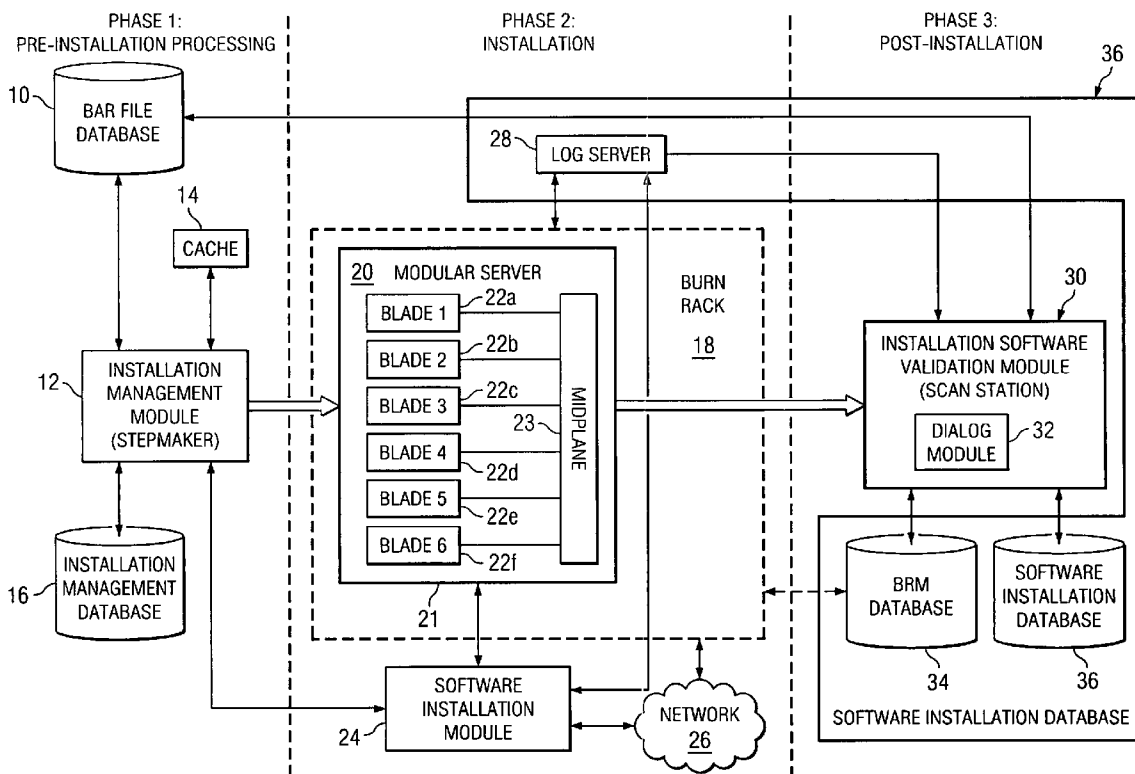 PHASE 1:
PRE-INSTALLATION PROCESSING
PHASE 2:
INSTALLATION
PHASE 3:
POST-INSTALLATION
36
10
BAR FILE
DATABASE
28
LOG SERVER
14
CACHE
20
MODULAR SERVER
BLADE 1
22a
BLADE 2
22b
BLADE 3
22c
BLADE 4
22d
BLADE 5
22e
BLADE 6
22f
23
MIDPLANE
21
BURN
RACK
18
12
INSTALLATION
MANAGEMENT
MODULE
(STEPMAKER)
30
INSTALLATION SOFTWARE
VALIDATION MODULE
(SCAN STATION)
DIALOG
MODULE
32
16
INSTALLATION
MANAGEMENT
DATABASE
BRM
DATABASE
34
SOFTWARE
INSTALLATION
DATABASE
36
24
SOFTWARE
INSTALLATION
MODULE
NETWORK
26
SOFTWARE INSTALLATION DATABASE